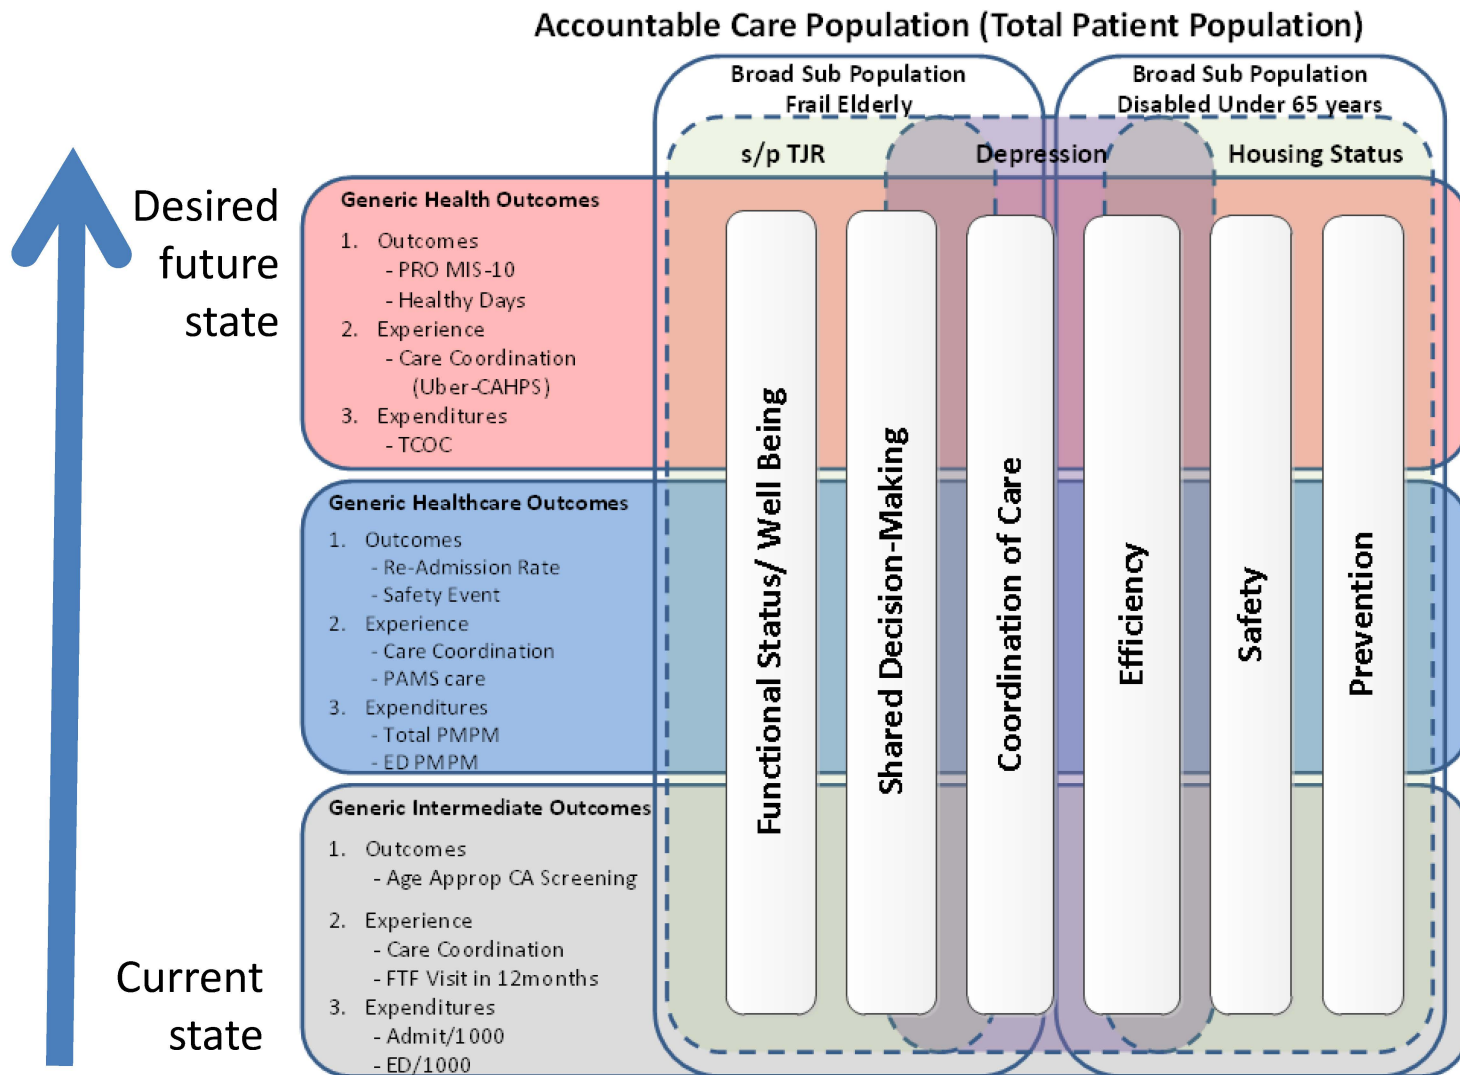 Accountable Care Population (Total Patient Population)
Broad Sub Population
Frail Elderly
Broad Sub Population
Disabled Under 65 years
s/p TJR
Depression
Housing Status
Desired
future
state
Generic Health Outcomes
1. Outcomes
- PRO MIS-10
- Healthy Days
2. Experience
- Care Coordination
(Uber-CAHPS)
3. Expenditures
- TCOC
Generic Healthcare Outcomes
1. Outcomes
- Re-Admission Rate
- Safety Event
2. Experience
- Care Coordination
- PAMS care
3. Expenditures
- Total PMPM
- ED PMPM
Generic Intermediate Outcomes
1. Outcomes
- Age Approp CA Screening
2. Experience
- Care Coordination
- FTF Visit in 12months
3. Expenditures
- Admit/1000
- ED/1000
Current
state
Functional Status/ Well Being
Shared Decision-Making
Coordination of Care
Efficiency
Safety
Prevention